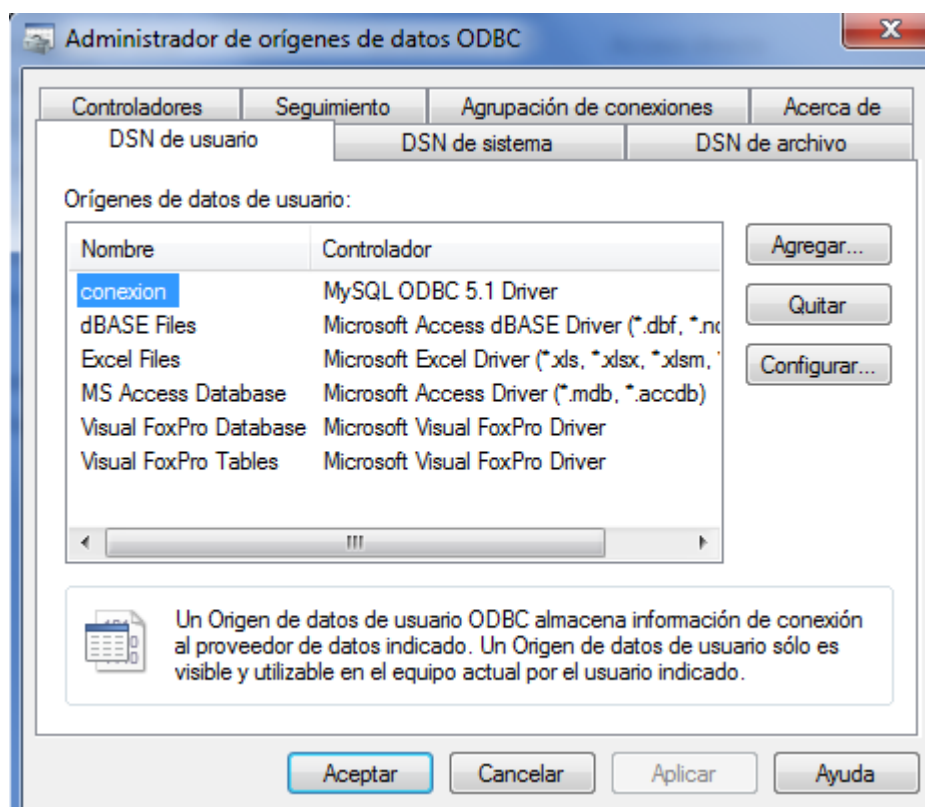 Administrador de orígenes de datos ODBC
Controladores
Seguimiento
Agrupación de conexiones
Acerca de
DSN de usuario
DSN de sistema
DSN de archivo
Orígenes de datos de usuario:
Nombre Controlador
conexion MySQL ODBC 5.1 Driver
dBASE Files Microsoft Access dBASE Driver (*.dbf, *.nd
Excel Files Microsoft Excel Driver (*.xls, *.xlsx, *.xlsm, *
MS Access Database Microsoft Access Driver (*.mdb, *.accdb)
Visual FoxPro Database Microsoft Visual FoxPro Driver
Visual FoxPro Tables Microsoft Visual FoxPro Driver
Agregar...
Quitar
Configurar...
Un Origen de datos de usuario ODBC almacena información de conexión
al proveedor de datos indicado. Un Origen de datos de usuario sólo es
visible y utilizable en el equipo actual por el usuario indicado.
Aceptar
Cancelar
Aplicar
Ayuda